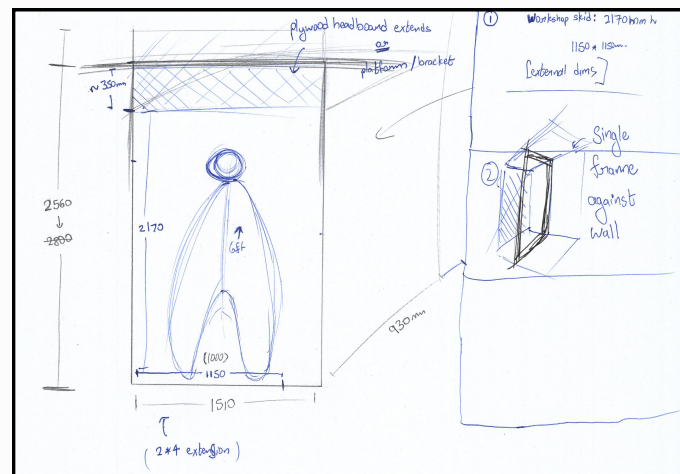 plywood headboard extends
or
platform/bracket
~ 350mm
2560
2800
2170
6ft
(1000)
1150
1510
(2*4 extension)
930mm
① Workshop skid: 2170mm h
1150 * 1150mm
[external dims]
②
Single
frame
against
wall